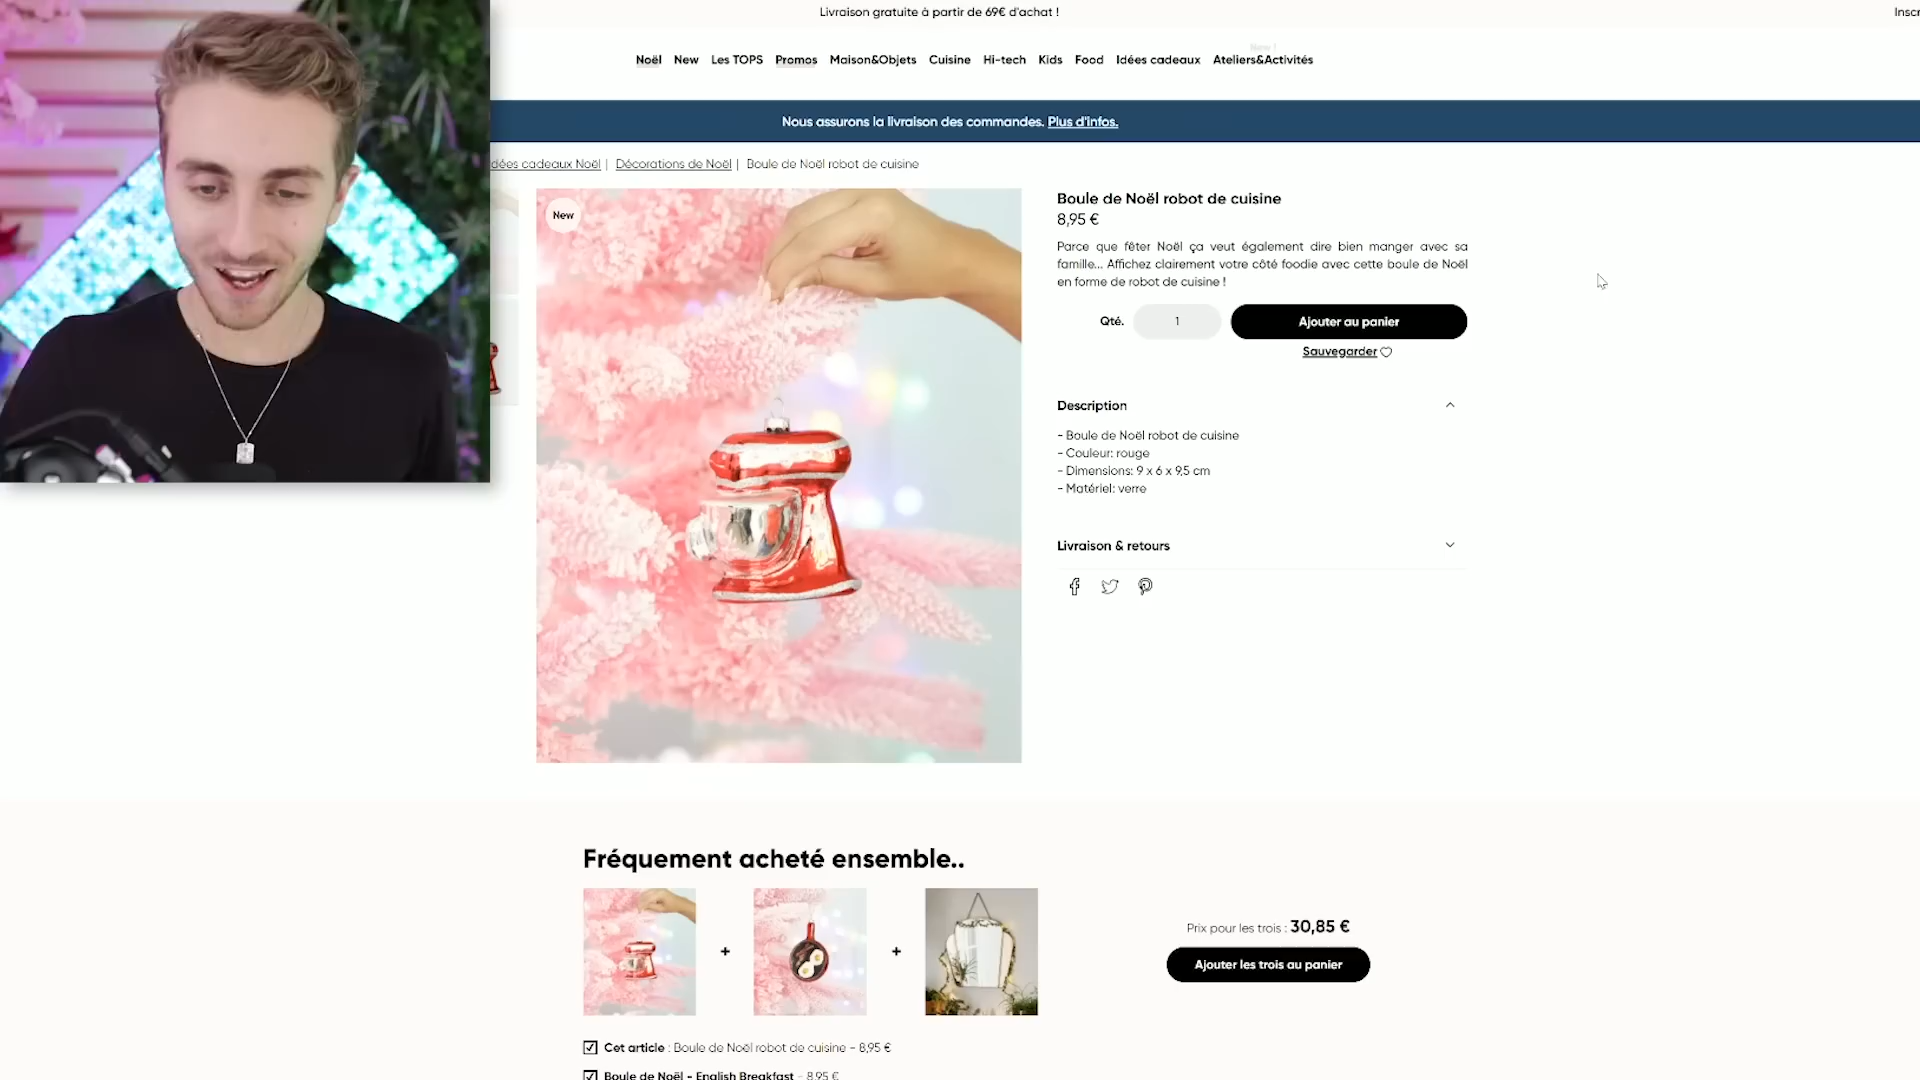 Livraison gratuite à partir de 69€ d'achat !
Inscr
New !
Noël New Les TOPS Promos Maison&Objets Cuisine Hi-tech Kids Food Idées cadeaux Ateliers&Activités
Nous assurons la livraison des commandes. Plus d'infos.
dées cadeaux Noël | Décorations de Noël | Boule de Noël robot de cuisine
New
Boule de Noël robot de cuisine
8,95 €
Parce que fêter Noël ça veut également dire bien manger avec sa
famille... Affichez clairement votre côté foodie avec cette boule de Noël
en forme de robot de cuisine !
Qté. 1 Ajouter au panier
Sauvegarder
Description
- Boule de Noël robot de cuisine
- Couleur: rouge
- Dimensions: 9 x 6 x 9,5 cm
- Matériel: verre
Livraison & retours
Fréquement acheté ensemble..
+ +
Prix pour les trois : 30,85 €
Ajouter les trois au panier
Cet article : Boule de Noël robot de cuisine - 8,95 €
Boule de Noël - English Breakfast - 8,95 €